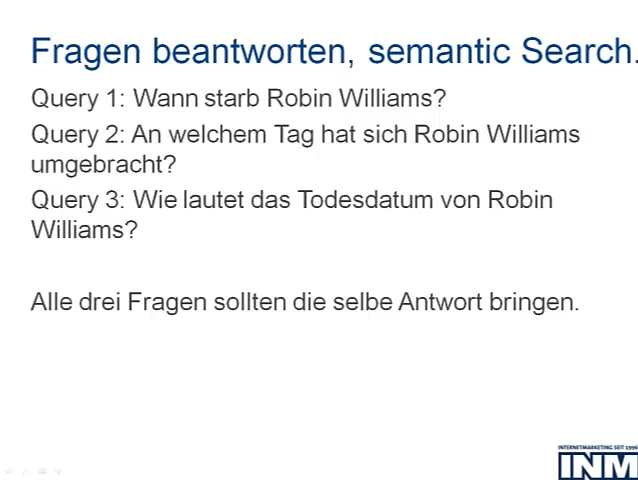 Fragen beantworten, semantic Search.
Query 1: Wann starb Robin Williams?
Query 2: An welchem Tag hat sich Robin Williams
umgebracht?
Query 3: Wie lautet das Todesdatum von Robin
Williams?
Alle drei Fragen sollten die selbe Antwort bringen.
INTERNETMARKETING SEIT 1996
INM